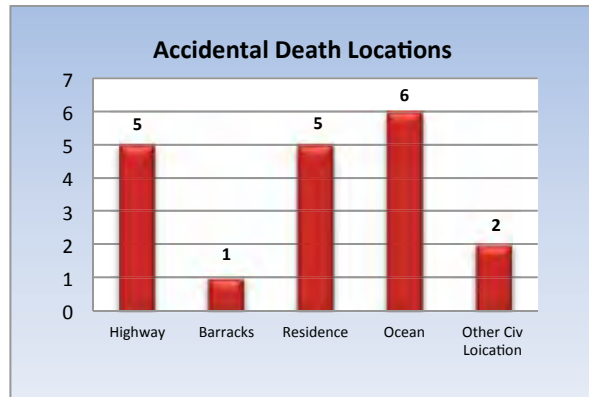 Accidental Death Locations
7
6
5
4
3
2
1
0
5
1
5
6
2
Highway
Barracks
Residence
Ocean
Other Civ
Loication